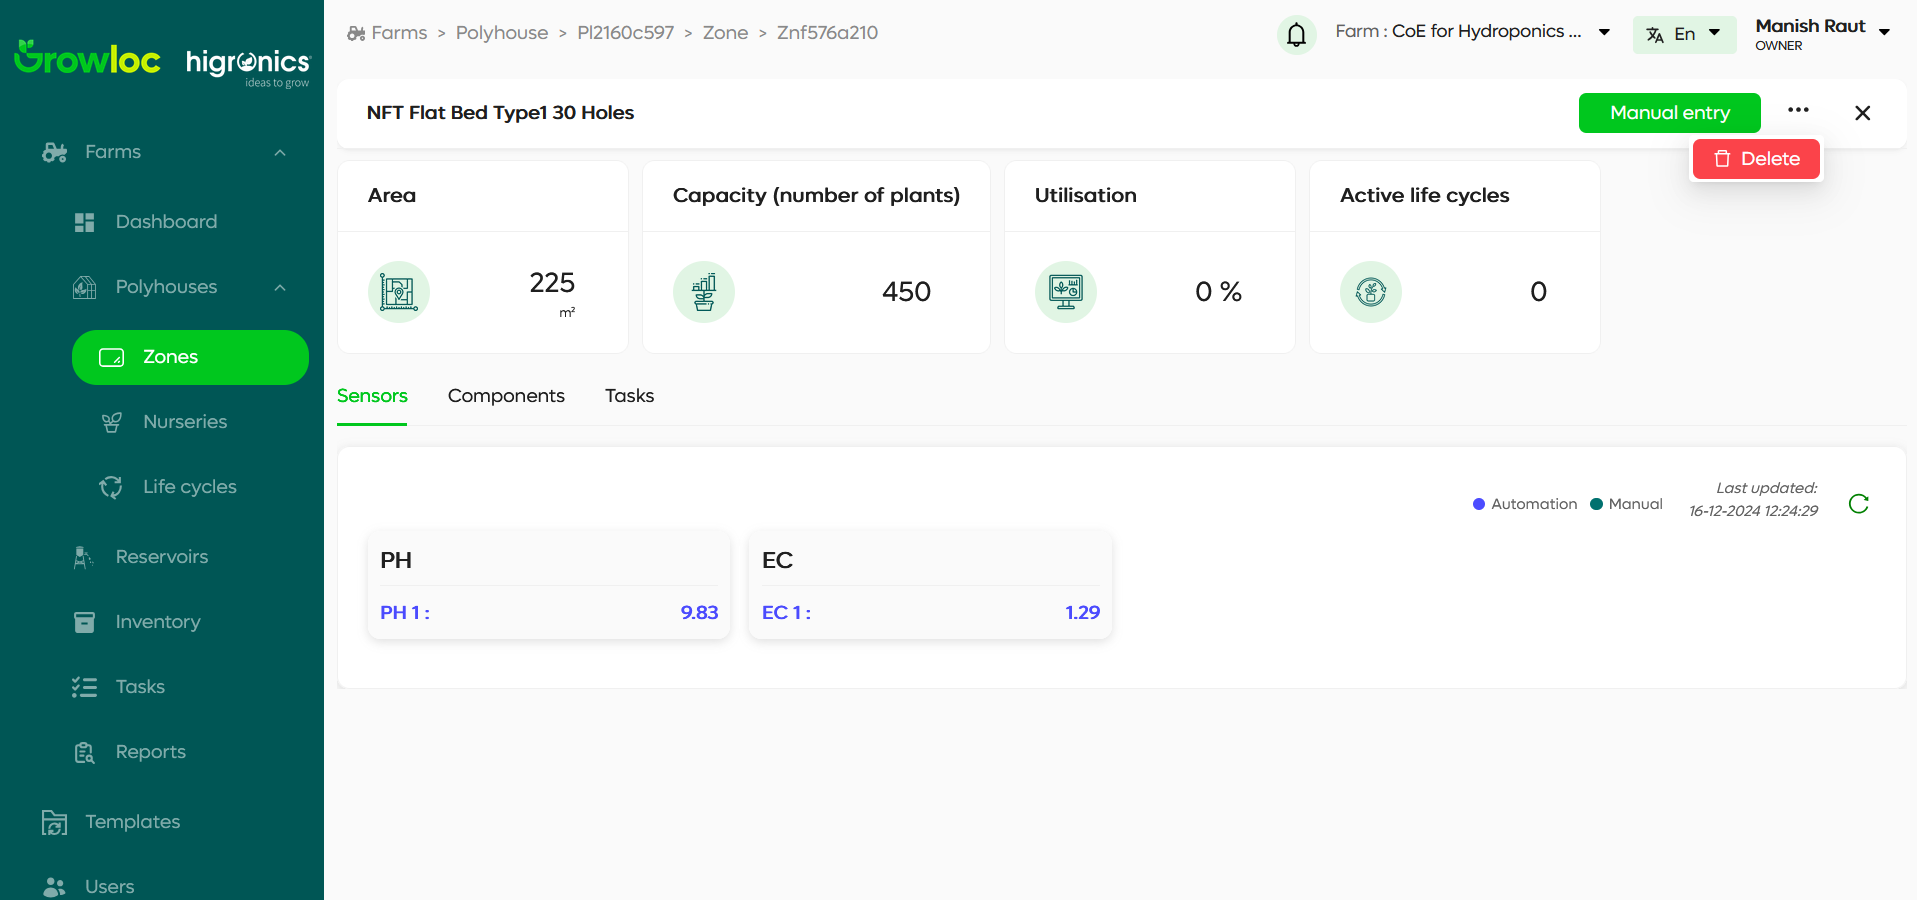 Growloc
higronics
ideas to grow
Farms
Dashboard
Polyhouses
Zones
Nurseries
Life cycles
Reservoirs
Inventory
Tasks
Reports
Templates
Users
Farms > Polyhouse > Pl2160c597 > Zone > Znf576a210
Farm : CoE for Hydroponics ...
En
Manish Raut
OWNER
NFT Flat Bed Type1 30 Holes
Manual entry
Delete
Area
225
m²
Capacity (number of plants)
450
Utilisation
0 %
Active life cycles
0
Sensors Components Tasks
Automation Manual
Last updated:
16-12-2024 12:24:29
PH
PH 1 : 9.83
EC
EC 1 : 1.29